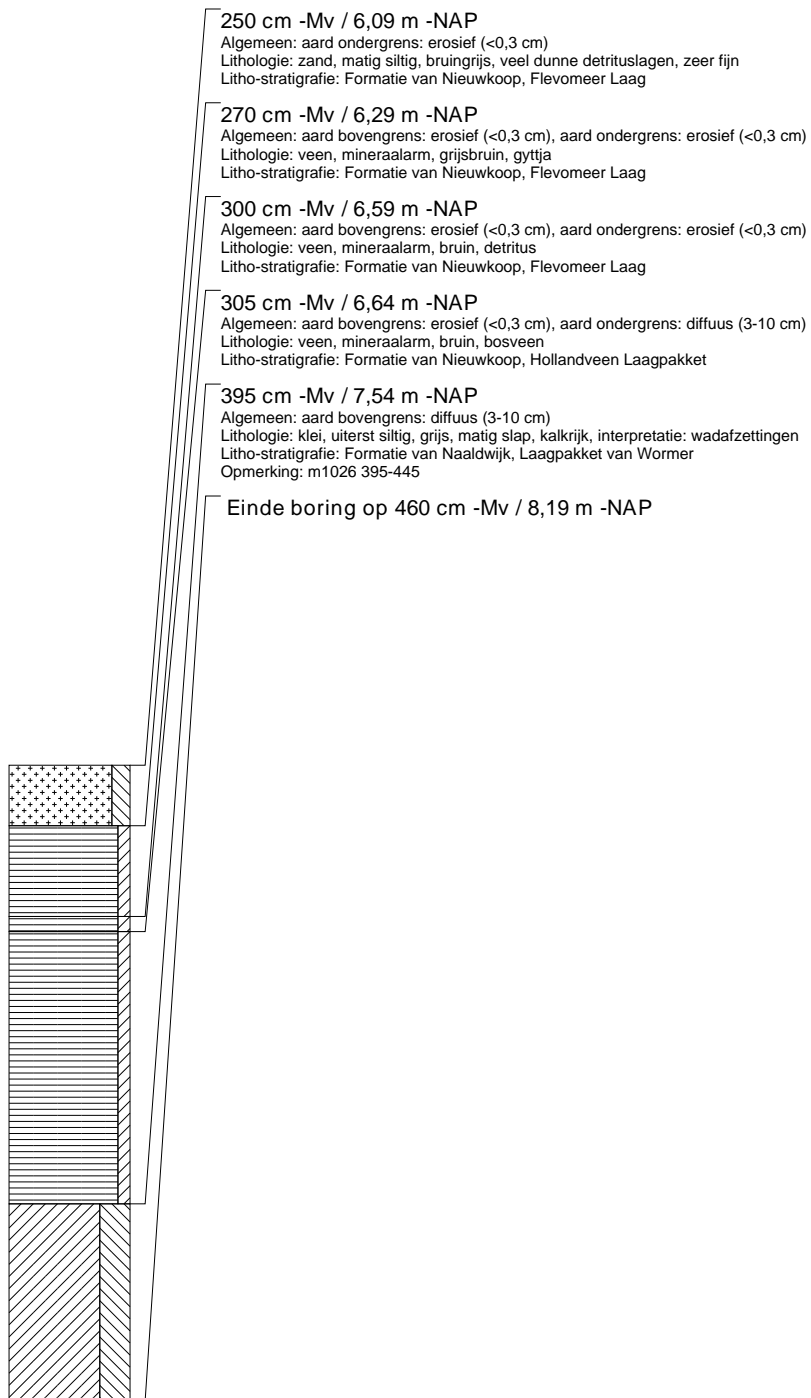 250 cm -Mv / 6,09 m -NAP
Algemeen: aard ondergrens: erosief (<0,3 cm)
Lithologie: zand, matig siltig, bruingrijs, veel dunne detrituslagen, zeer fijn
Litho-stratigrafie: Formatie van Nieuwkoop, Flevomeer Laag
270 cm -Mv / 6,29 m -NAP
Algemeen: aard bovengrens: erosief (<0,3 cm), aard ondergrens: erosief (<0,3 cm)
Lithologie: veen, mineraalarm, grijsbruin, gyttja
Litho-stratigrafie: Formatie van Nieuwkoop, Flevomeer Laag
300 cm -Mv / 6,59 m -NAP
Algemeen: aard bovengrens: erosief (<0,3 cm), aard ondergrens: erosief (<0,3 cm)
Lithologie: veen, mineraalarm, bruin, detritus
Litho-stratigrafie: Formatie van Nieuwkoop, Flevomeer Laag
305 cm -Mv / 6,64 m -NAP
Algemeen: aard bovengrens: erosief (<0,3 cm), aard ondergrens: diffuus (3-10 cm)
Lithologie: veen, mineraalarm, bruin, bosveen
Litho-stratigrafie: Formatie van Nieuwkoop, Hollandveen Laagpakket
395 cm -Mv / 7,54 m -NAP
Algemeen: aard bovengrens: diffuus (3-10 cm)
Lithologie: klei, uiterst siltig, grijs, matig slap, kalkrijk, interpretatie: wadafzettingen
Litho-stratigrafie: Formatie van Naaldwijk, Laagpakket van Wormer
Opmerking: m1026 395-445
Einde boring op 460 cm -Mv / 8,19 m -NAP